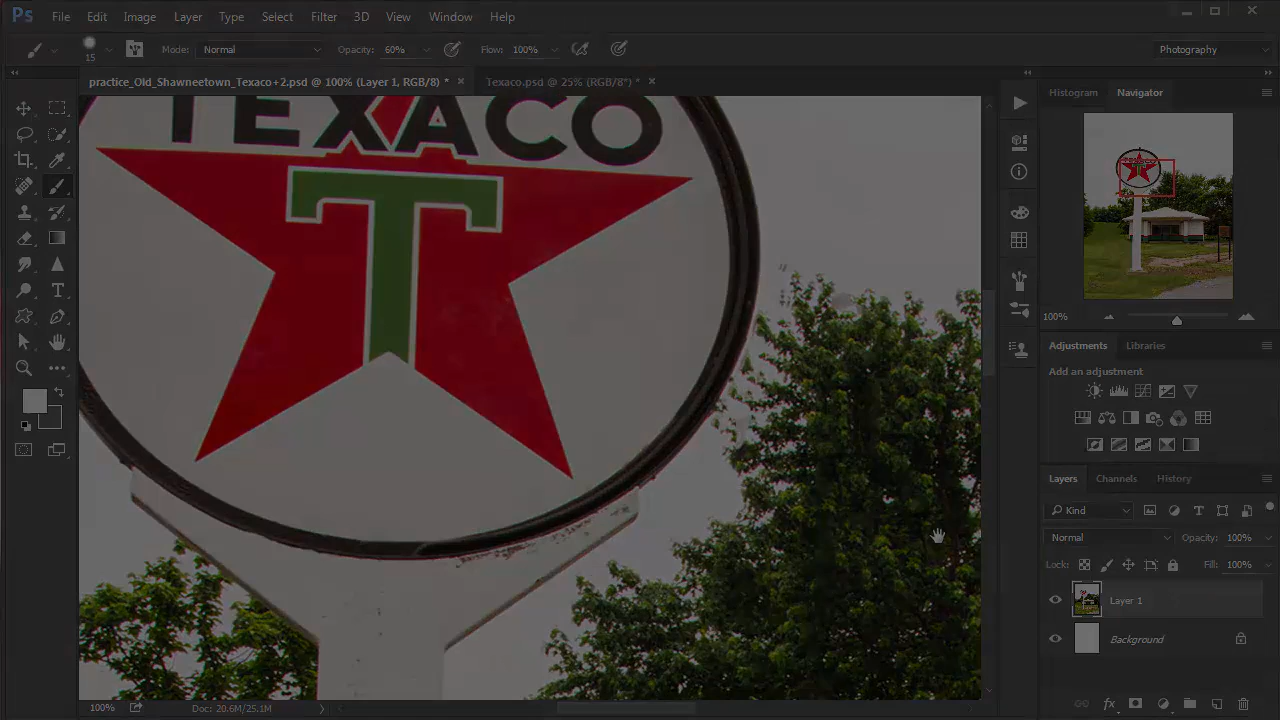 Ps File Edit Image Layer Type Select Filter 3D View Window Help
15 Mode: Normal Opacity: 60% Flow: 100% Photography
practice_Old_Shawneetown_Texaco+2.psd @ 100% (Layer 1, RGB/8) * × Texaco.psd @ 25% (RGB/8*) * ×
Histogram Navigator
TEXACO
T
100%
Adjustments Libraries
Add an adjustment
Layers Channels History
Kind
Normal Opacity: 100%
Lock: Fill: 100%
Layer 1
Background
100% Doc: 20.6M/25.1M
fx